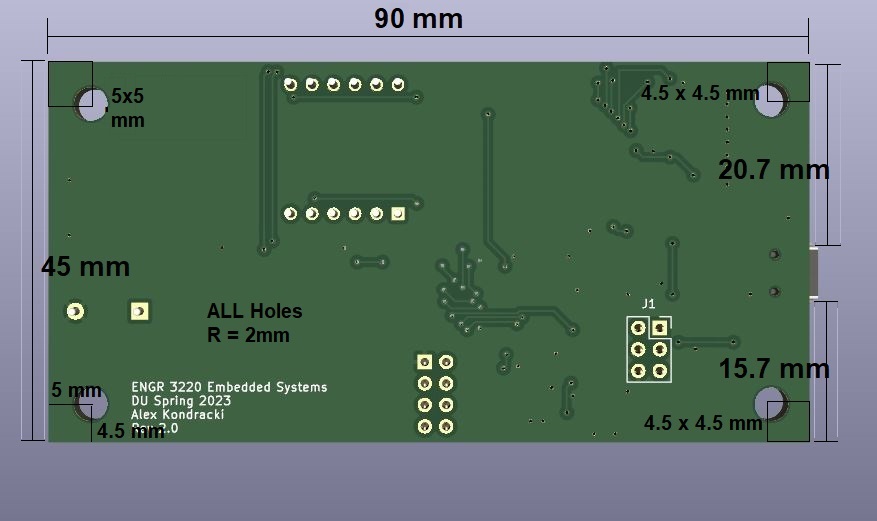 90 mm
5x5
mm
4.5 x 4.5 mm
20.7 mm
45 mm
ALL Holes
R = 2mm
J1
15.7 mm
5 mm
ENGR 3220 Embedded Systems
DU Spring 2023
Alex Kondracki
4.5 x 4.5 mm
4.5 mm
2.0